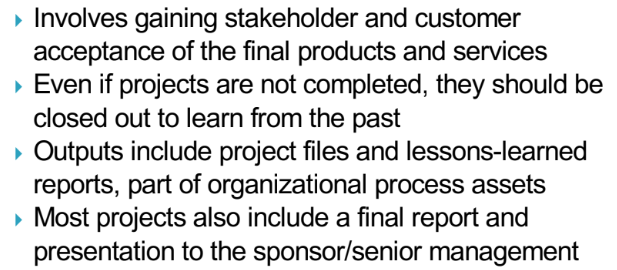 Involves gaining stakeholder and customer
acceptance of the final products and services
Even if projects are not completed, they should be
closed out to learn from the past
Outputs include project files and lessons-learned
reports, part of organizational process assets
Most projects also include a final report and
presentation to the sponsor/senior management